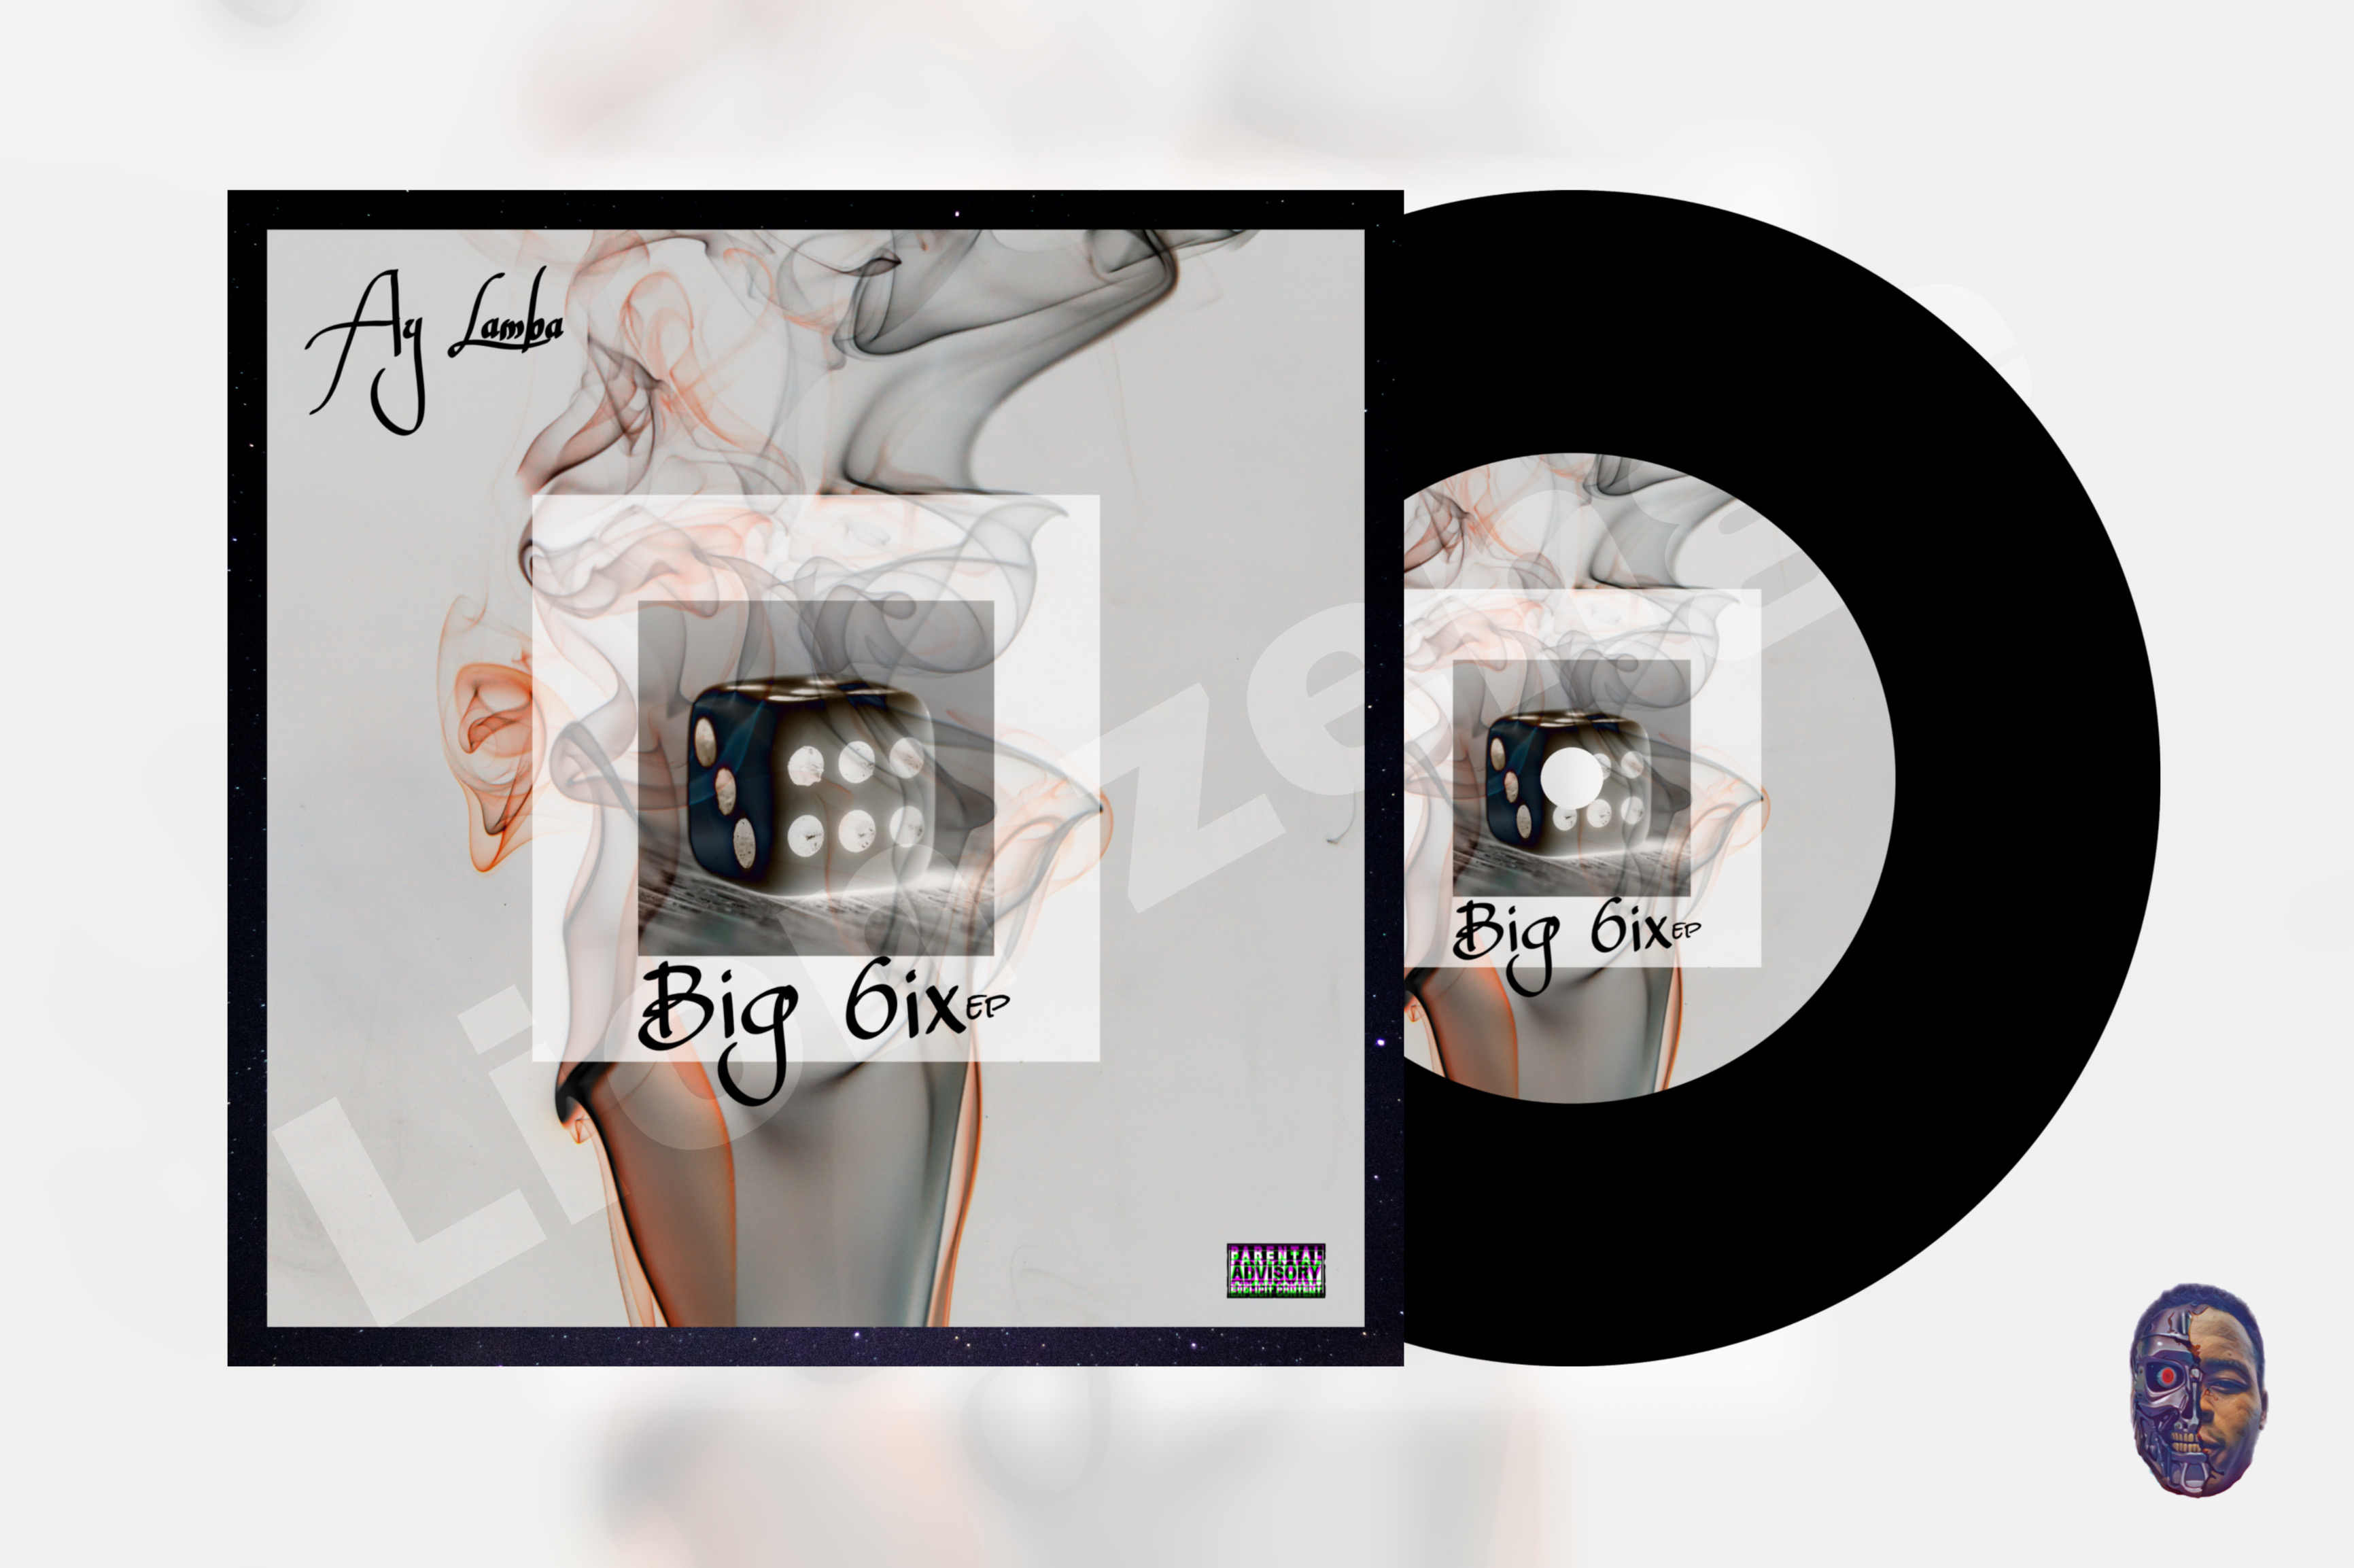 Ay Lamba
Big 6ix EP
PARENTAL
ADVISORY
EXPLICIT CONTENT
Big 6ix EP